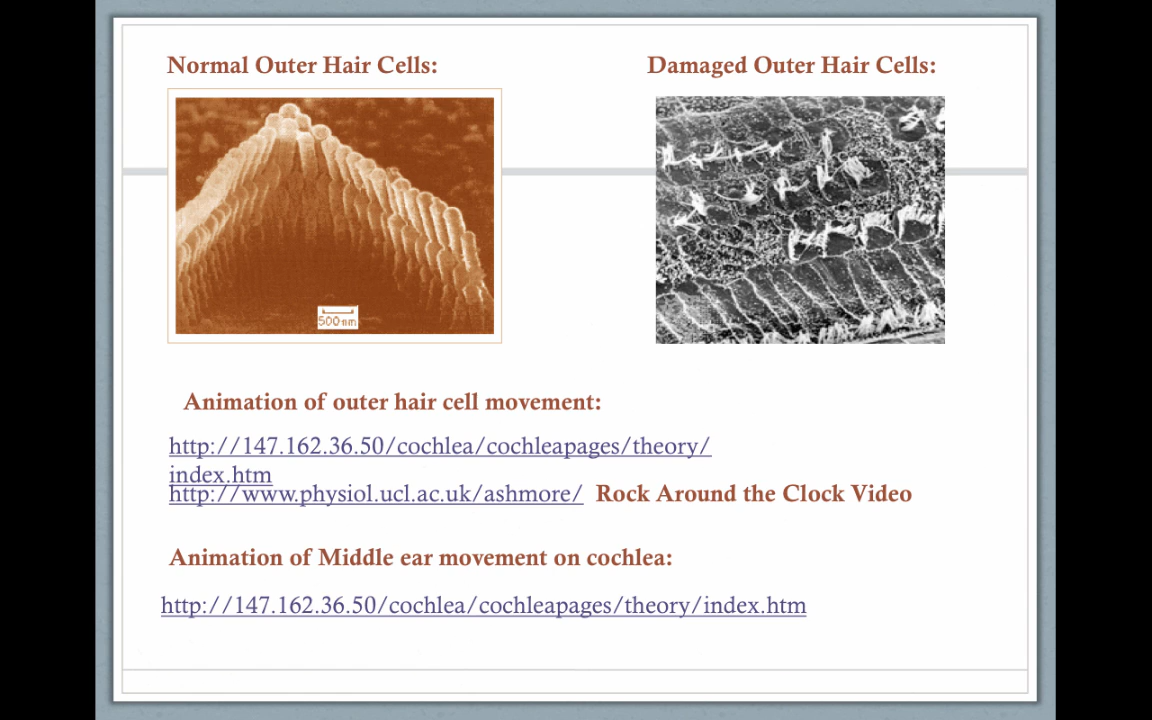 Normal Outer Hair Cells:
Damaged Outer Hair Cells:
500nm
Animation of outer hair cell movement:
http://147.162.36.50/cochlea/cochleapages/theory/
index.htm
http://www.physiol.ucl.ac.uk/ashmore/ Rock Around the Clock Video
Animation of Middle ear movement on cochlea:
http://147.162.36.50/cochlea/cochleapages/theory/index.htm